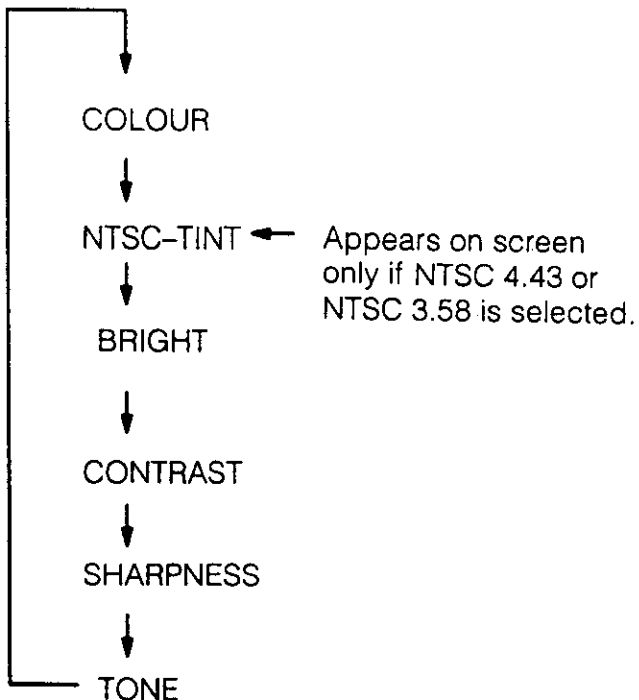 COLOUR
NTSC–TINT
Appears on screen
only if NTSC 4.43 or
NTSC 3.58 is selected.
BRIGHT
CONTRAST
SHARPNESS
TONE